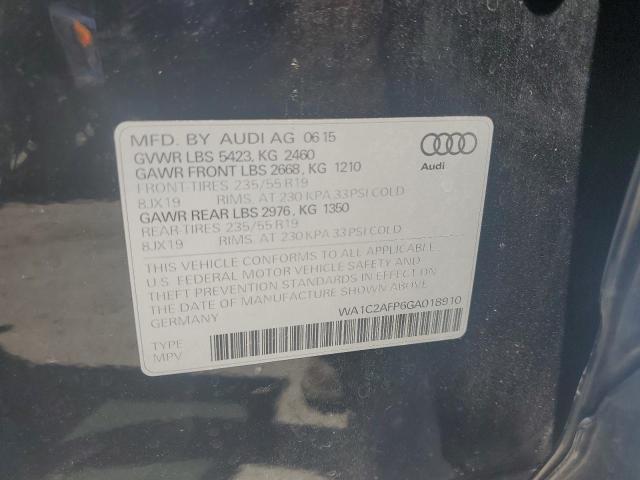 MFD. BY AUDI AG 06 15
GVWR LBS 5423, KG 2460
GAWR FRONT LBS 2668, KG 1210
FRONT-TIRES 235/55 R19
8JX19 RIMS, AT 230 KPA 33 PSI COLD
GAWR REAR LBS 2976, KG 1350
REAR-TIRES 235/55 R19
8JX19 RIMS, AT 230 KPA 33 PSI COLD
THIS VEHICLE CONFORMS TO ALL APPLICABLE
U.S. FEDERAL MOTOR VEHICLE SAFETY AND
THEFT PREVENTION STANDARDS IN EFFECT ON
THE DATE OF MANUFACTURE SHOWN ABOVE
GERMANY
WA1C2AFP6GA018910
TYPE
MPV
Audi